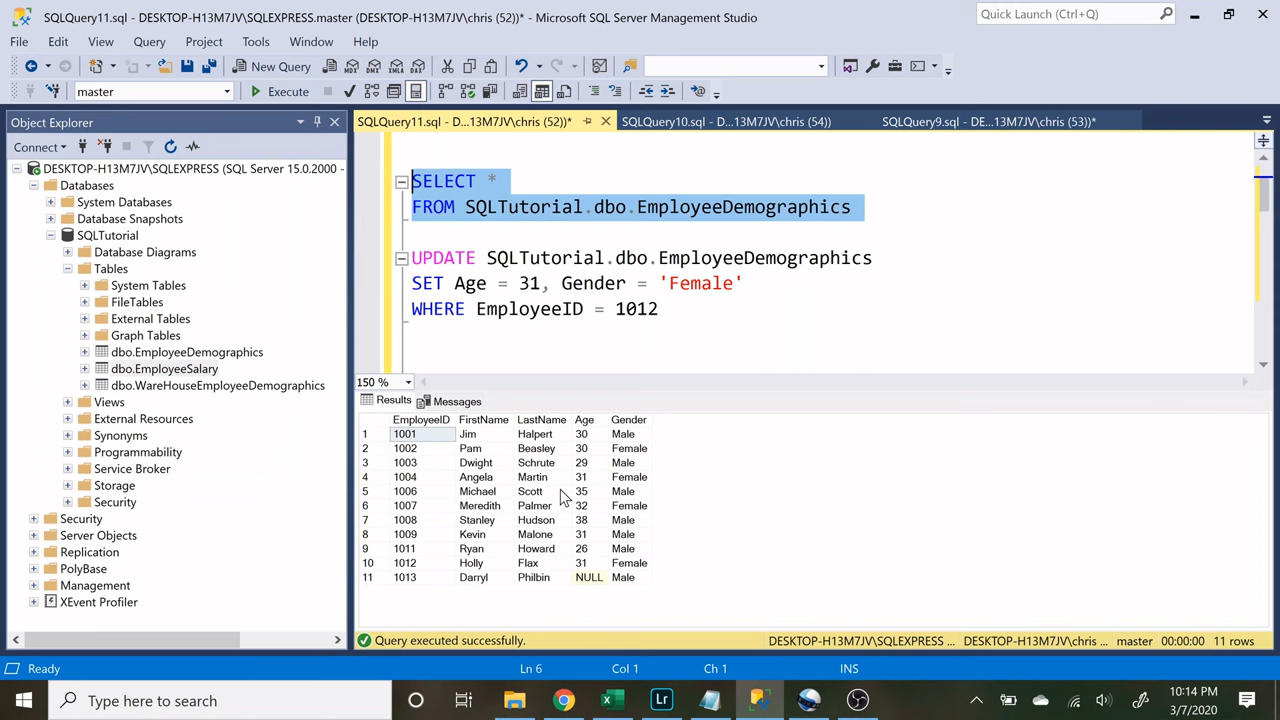 SQLQuery11.sql - DESKTOP-H13M7JV\SQLEXPRESS.master (DESKTOP-H13M7JV\chris (52))* - Microsoft SQL Server Management Studio
Quick Launch (Ctrl+Q)
File Edit View Query Project Tools Window Help
New Query
MDX DMX XMLA DAX
master
Execute
Object Explorer
SQLQuery11.sql - D...13M7JV\chris (52))*
SQLQuery10.sql - D...13M7JV\chris (54))
SQLQuery9.sql - DE...13M7JV\chris (53))*
Connect
DESKTOP-H13M7JV\SQLEXPRESS (SQL Server 15.0.2000 -
Databases
System Databases
Database Snapshots
SQLTutorial
Database Diagrams
Tables
System Tables
FileTables
External Tables
Graph Tables
dbo.EmployeeDemographics
dbo.EmployeeSalary
dbo.WareHouseEmployeeDemographics
Views
External Resources
Synonyms
Programmability
Service Broker
Storage
Security
Security
Server Objects
Replication
PolyBase
Management
XEvent Profiler
SELECT *
FROM SQLTutorial.dbo.EmployeeDemographics
UPDATE SQLTutorial.dbo.EmployeeDemographics
SET Age = 31, Gender = 'Female'
WHERE EmployeeID = 1012
150 %
Results Messages
EmployeeID FirstName LastName Age Gender
1 1001 Jim Halpert 30 Male
2 1002 Pam Beasley 30 Female
3 1003 Dwight Schrute 29 Male
4 1004 Angela Martin 31 Female
5 1006 Michael Scott 35 Male
6 1007 Meredith Palmer 32 Female
7 1008 Stanley Hudson 38 Male
8 1009 Kevin Malone 31 Male
9 1011 Ryan Howard 26 Male
10 1012 Holly Flax 31 Female
11 1013 Darryl Philbin NULL Male
Query executed successfully.
DESKTOP-H13M7JV\SQLEXPRESS ... DESKTOP-H13M7JV\chris ... master 00:00:00 11 rows
Ready Ln 6 Col 1 Ch 1 INS
Type here to search
Lr
10:14 PM
3/7/2020